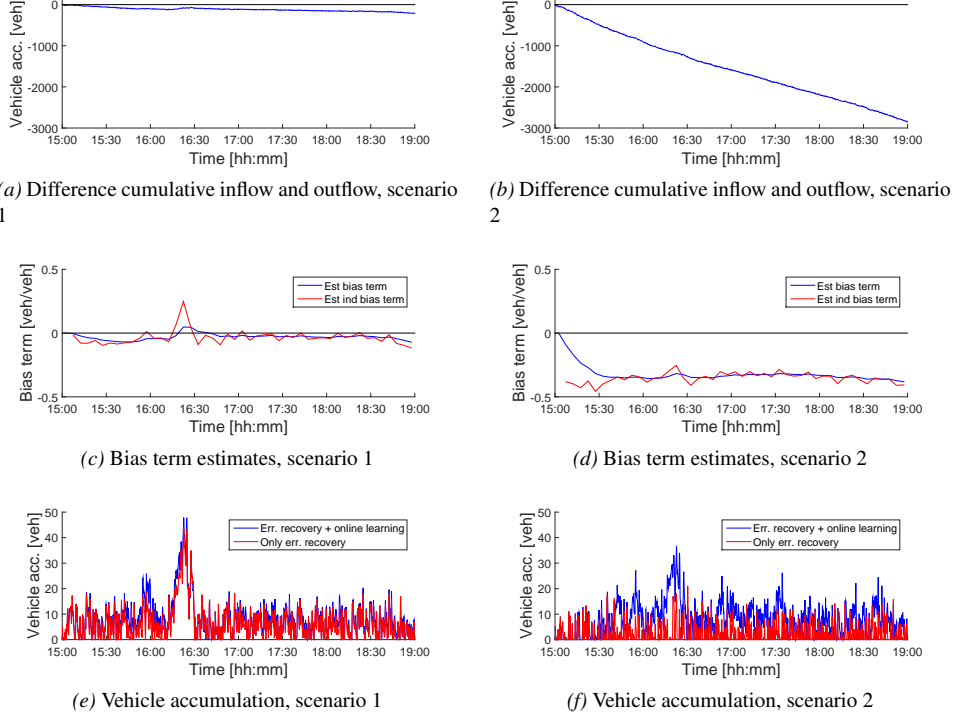 0
-1000
-2000
-3000
Vehicle acc. [veh]
15:00 15:30 16:00 16:30 17:00 17:30 18:00 18:30 19:00
Time [hh:mm]
(a) Difference cumulative inflow and outflow, scenario
1
0
-1000
-2000
-3000
Vehicle acc. [veh]
15:00 15:30 16:00 16:30 17:00 17:30 18:00 18:30 19:00
Time [hh:mm]
(b) Difference cumulative inflow and outflow, scenario
2
0.5
0
-0.5
Bias term [veh/veh]
Est bias term
Est ind bias term
15:00 15:30 16:00 16:30 17:00 17:30 18:00 18:30 19:00
Time [hh:mm]
(c) Bias term estimates, scenario 1
0.5
0
-0.5
Bias term [veh/veh]
Est bias term
Est ind bias term
15:00 15:30 16:00 16:30 17:00 17:30 18:00 18:30 19:00
Time [hh:mm]
(d) Bias term estimates, scenario 2
50
40
30
20
10
0
Vehicle acc. [veh]
Err. recovery + online learning
Only err. recovery
15:00 15:30 16:00 16:30 17:00 17:30 18:00 18:30 19:00
Time [hh:mm]
(e) Vehicle accumulation, scenario 1
50
40
30
20
10
0
Vehicle acc. [veh]
Err. recovery + online learning
Only err. recovery
15:00 15:30 16:00 16:30 17:00 17:30 18:00 18:30 19:00
Time [hh:mm]
(f) Vehicle accumulation, scenario 2